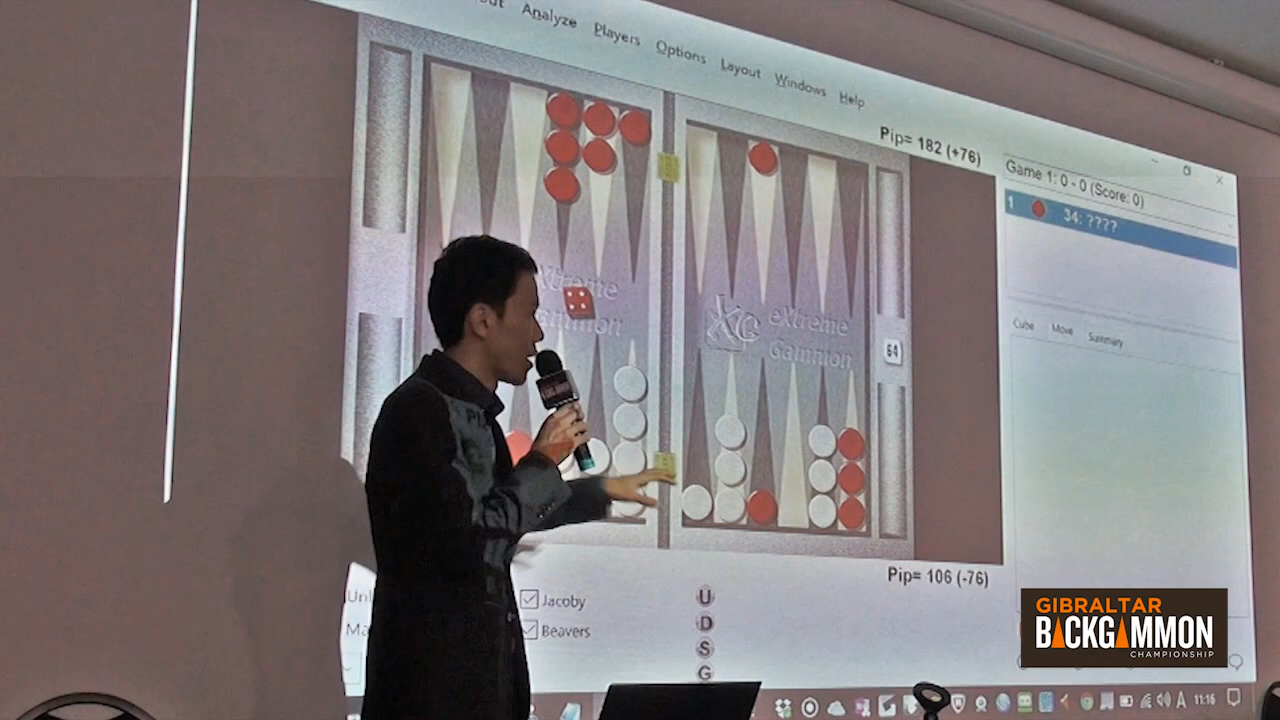 Analyze Players Options Layout Windows Help
Pip= 182 (+76)
Game 1: 0 - 0 (Score: 0)
1 34: ????
Cube Move Summary
eXtreme
Gammon
XG eXtreme
Gammon
64
Pip= 106 (-76)
Jacoby
Beavers
U
D
S
G
GIBRALTAR
BACKGAMMON
CHAMPIONSHIP
A 11:16